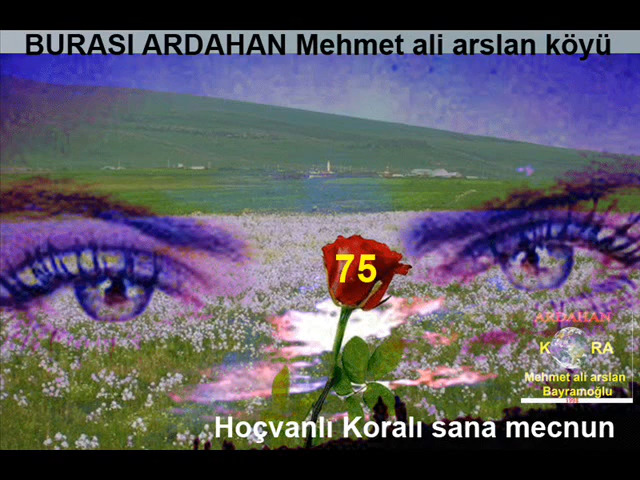 BURASI ARDAHAN Mehmet ali arslan köyü
75
ARDAHAN
K RA
Mehmet ali arslan
Bayramoğlu
Hoçvanlı Koralı sana mecnun